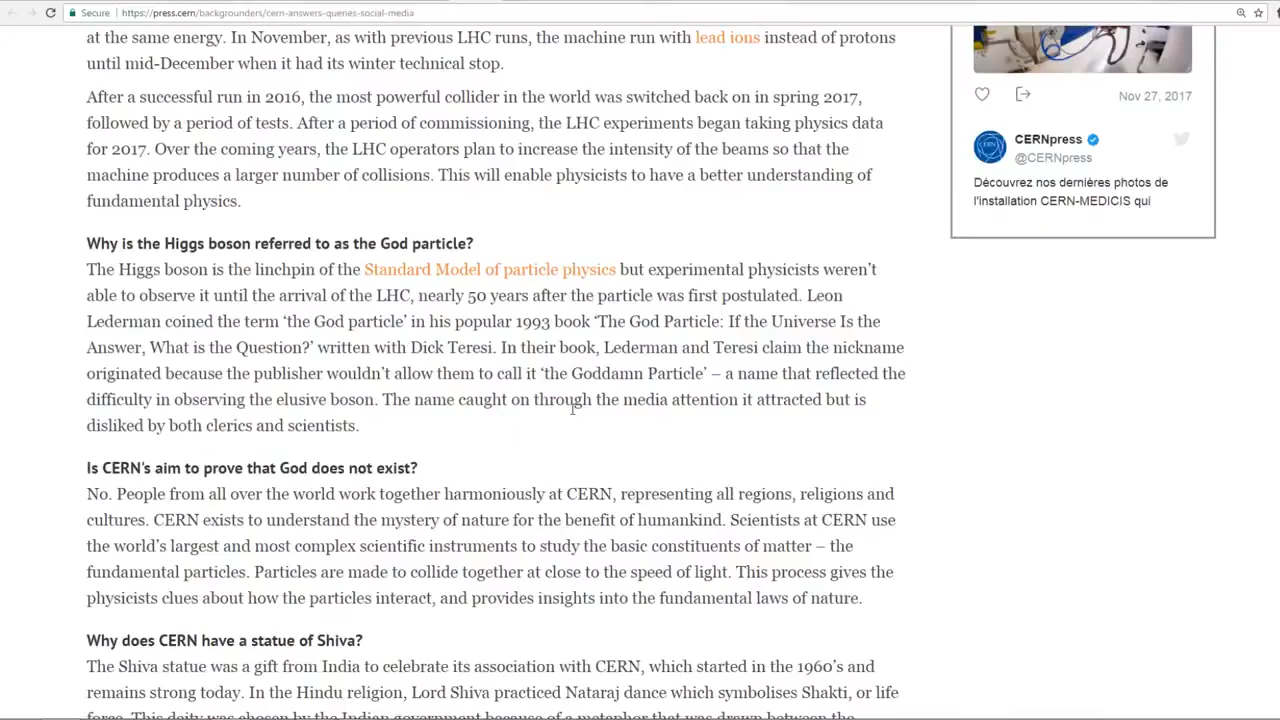 Secure https://press.cern/backgrounders/cern-answers-queries-social-media
at the same energy. In November, as with previous LHC runs, the machine run with lead ions instead of protons
until mid-December when it had its winter technical stop.
After a successful run in 2016, the most powerful collider in the world was switched back on in spring 2017,
followed by a period of tests. After a period of commissioning, the LHC experiments began taking physics data
for 2017. Over the coming years, the LHC operators plan to increase the intensity of the beams so that the
machine produces a larger number of collisions. This will enable physicists to have a better understanding of
fundamental physics.
Why is the Higgs boson referred to as the God particle?
The Higgs boson is the linchpin of the Standard Model of particle physics but experimental physicists weren't
able to observe it until the arrival of the LHC, nearly 50 years after the particle was first postulated. Leon
Lederman coined the term ‘the God particle’ in his popular 1993 book ‘The God Particle: If the Universe Is the
Answer, What is the Question?’ written with Dick Teresi. In their book, Lederman and Teresi claim the nickname
originated because the publisher wouldn’t allow them to call it ‘the Goddamn Particle’ – a name that reflected the
difficulty in observing the elusive boson. The name caught on through the media attention it attracted but is
disliked by both clerics and scientists.
Is CERN's aim to prove that God does not exist?
No. People from all over the world work together harmoniously at CERN, representing all regions, religions and
cultures. CERN exists to understand the mystery of nature for the benefit of humankind. Scientists at CERN use
the world’s largest and most complex scientific instruments to study the basic constituents of matter – the
fundamental particles. Particles are made to collide together at close to the speed of light. This process gives the
physicists clues about how the particles interact, and provides insights into the fundamental laws of nature.
Why does CERN have a statue of Shiva?
The Shiva statue was a gift from India to celebrate its association with CERN, which started in the 1960’s and
remains strong today. In the Hindu religion, Lord Shiva practiced Nataraj dance which symbolises Shakti, or life
force. This deity was chosen by the Indian government because of a metaphor that was drawn between the
Nov 27, 2017
CERN
CERNpress
@CERNpress
Découvrez nos dernières photos de
l'installation CERN-MEDICIS qui